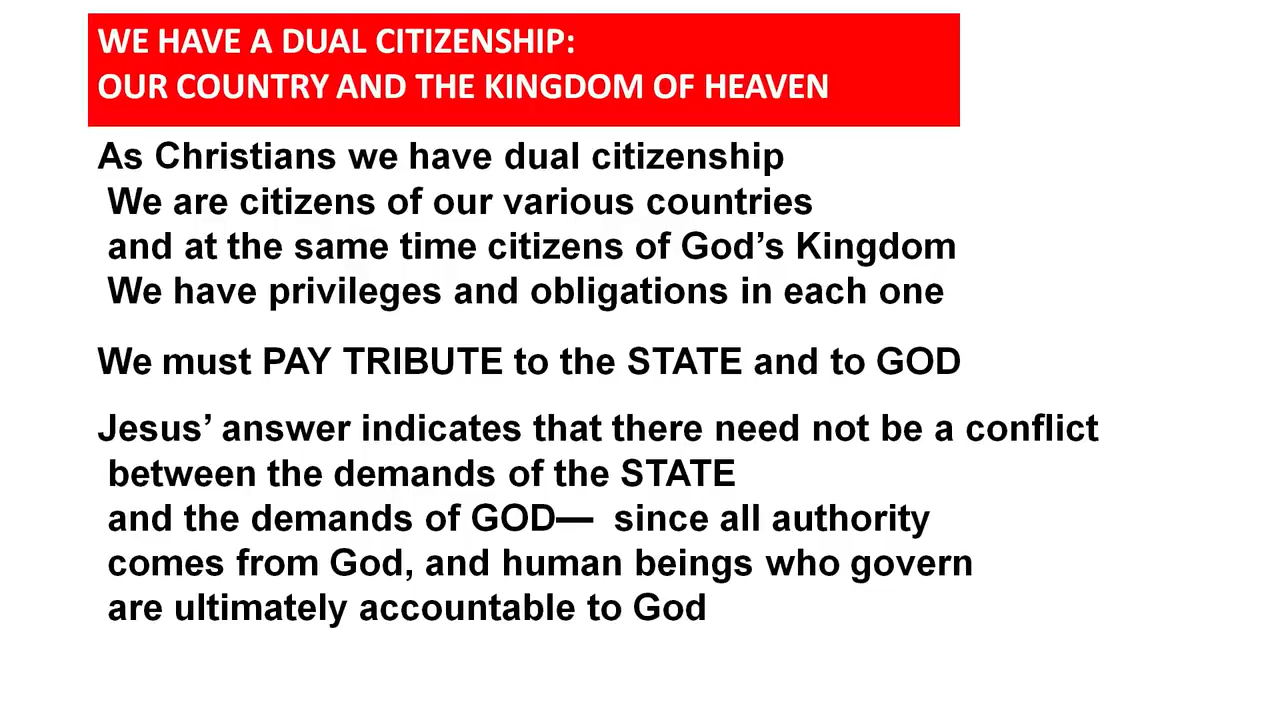 WE HAVE A DUAL CITIZENSHIP:
OUR COUNTRY AND THE KINGDOM OF HEAVEN
As Christians we have dual citizenship
We are citizens of our various countries
and at the same time citizens of God’s Kingdom
We have privileges and obligations in each one
We must PAY TRIBUTE to the STATE and to GOD
Jesus’ answer indicates that there need not be a conflict
between the demands of the STATE
and the demands of GOD— since all authority
comes from God, and human beings who govern
are ultimately accountable to God